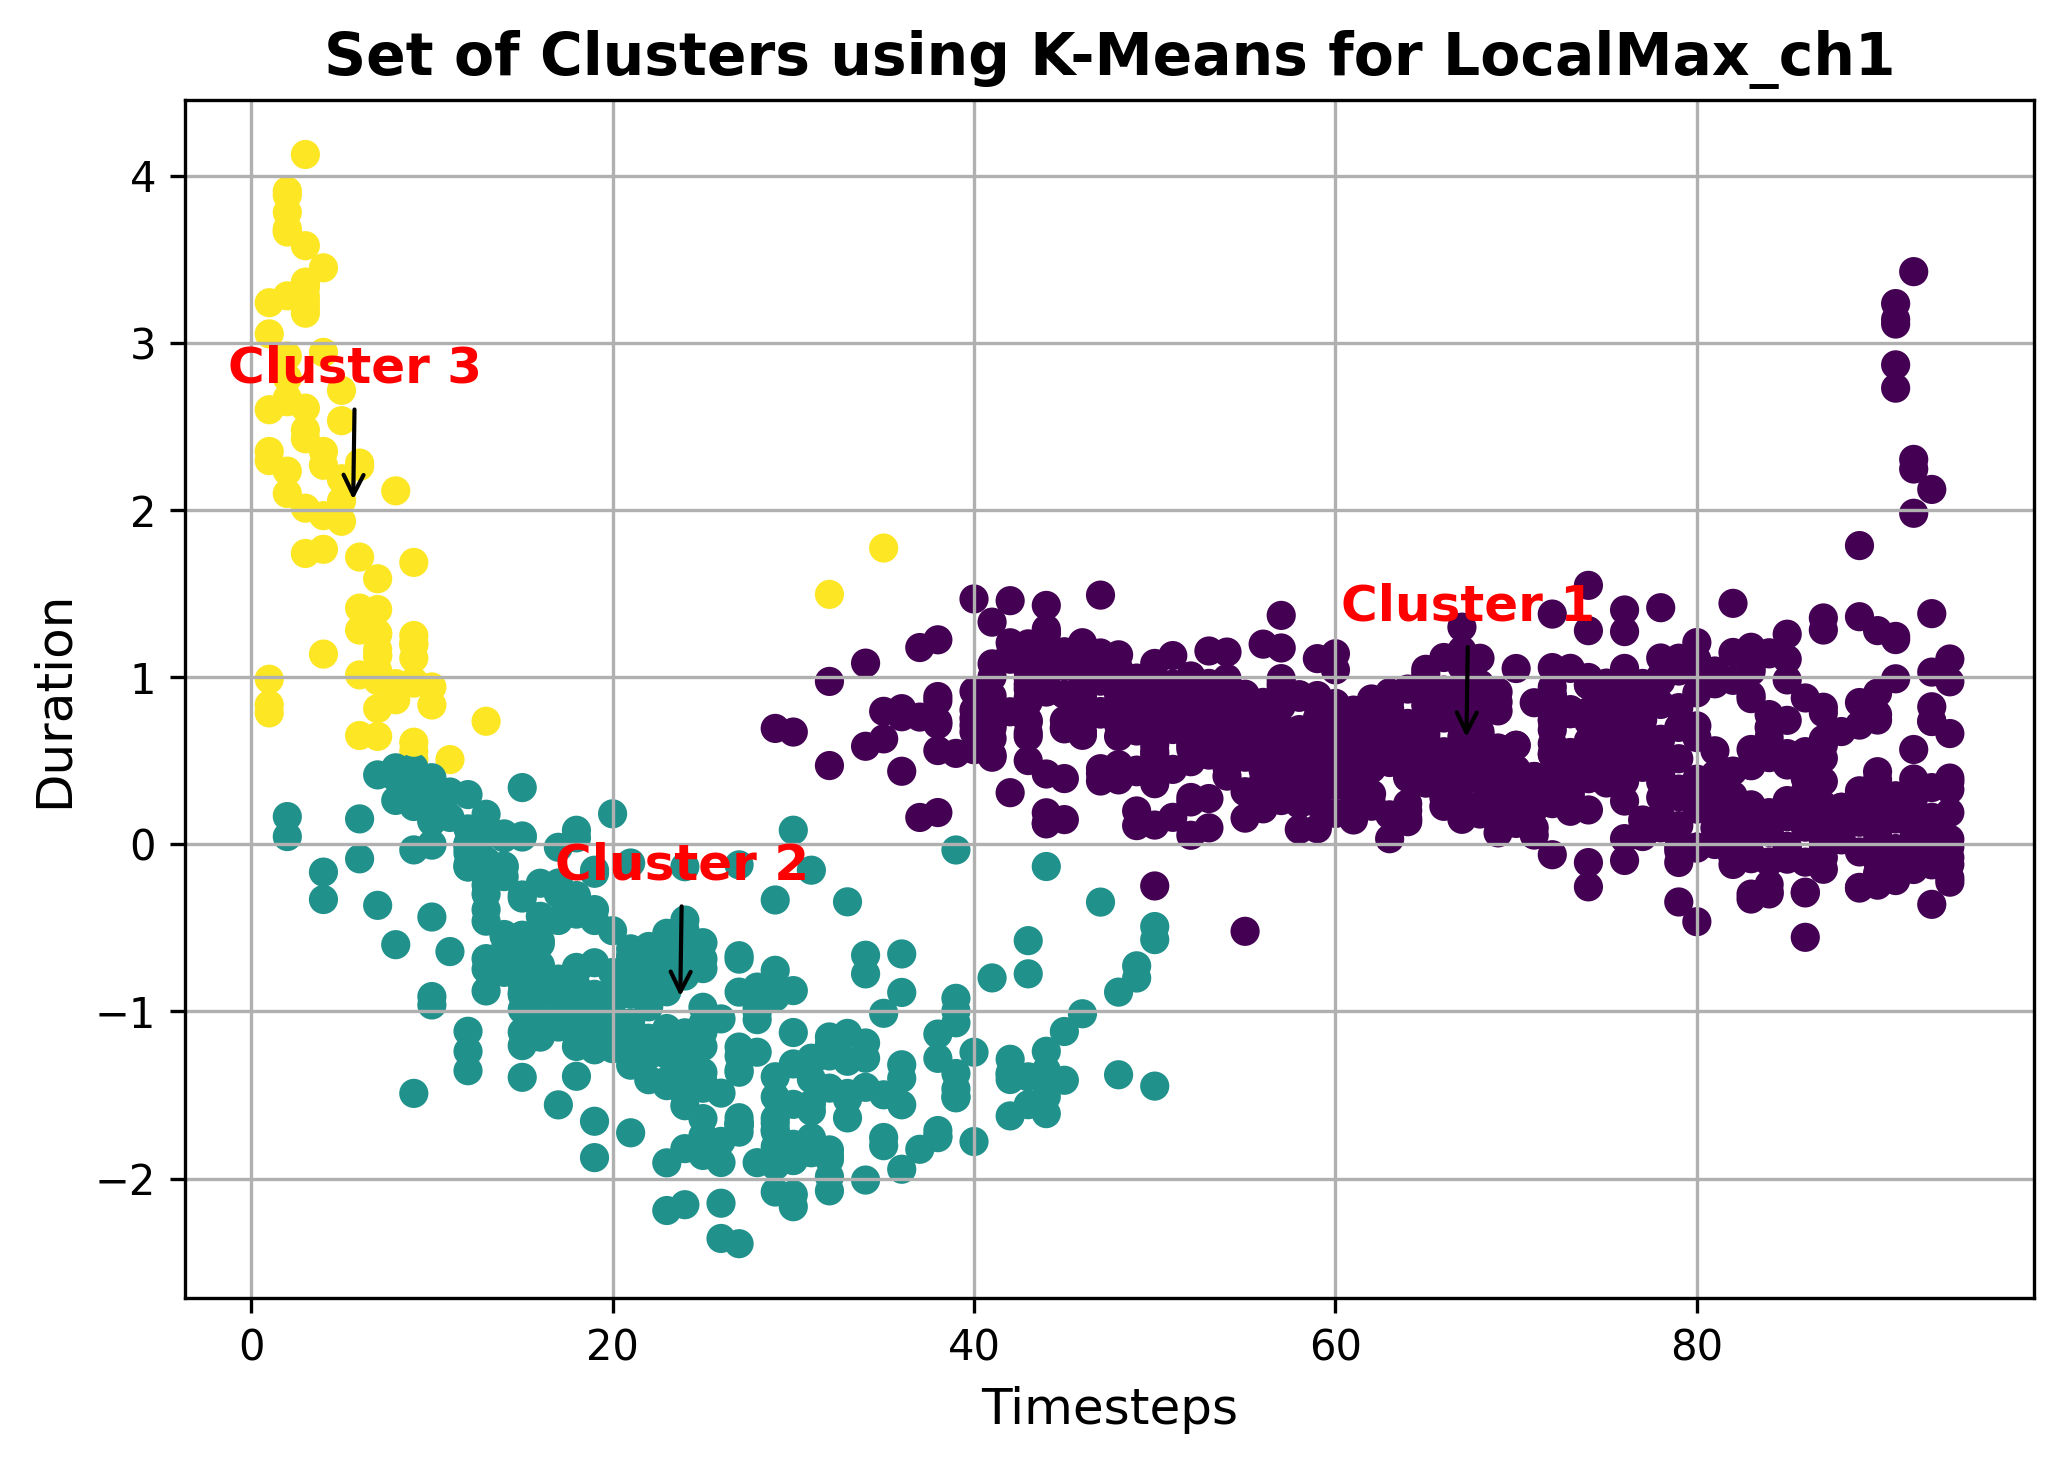 Set of Clusters using K-Means for LocalMax_ch1
4
3
2
1
0
−1
−2
Duration
Cluster 3
Cluster 1
Cluster 2
0
20
40
60
80
Timesteps